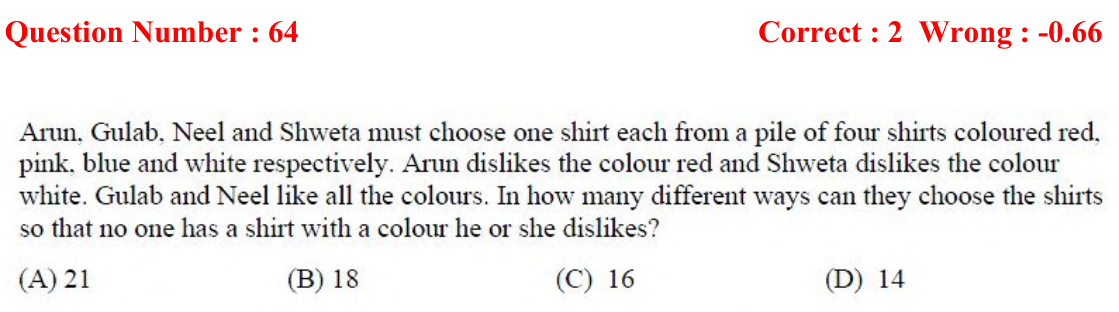 Question Number : 64 Correct : 2 Wrong : -0.66
Arun, Gulab, Neel and Shweta must choose one shirt each from a pile of four shirts coloured red,
pink, blue and white respectively. Arun dislikes the colour red and Shweta dislikes the colour
white. Gulab and Neel like all the colours. In how many different ways can they choose the shirts
so that no one has a shirt with a colour he or she dislikes?
(A) 21 (B) 18 (C) 16 (D) 14